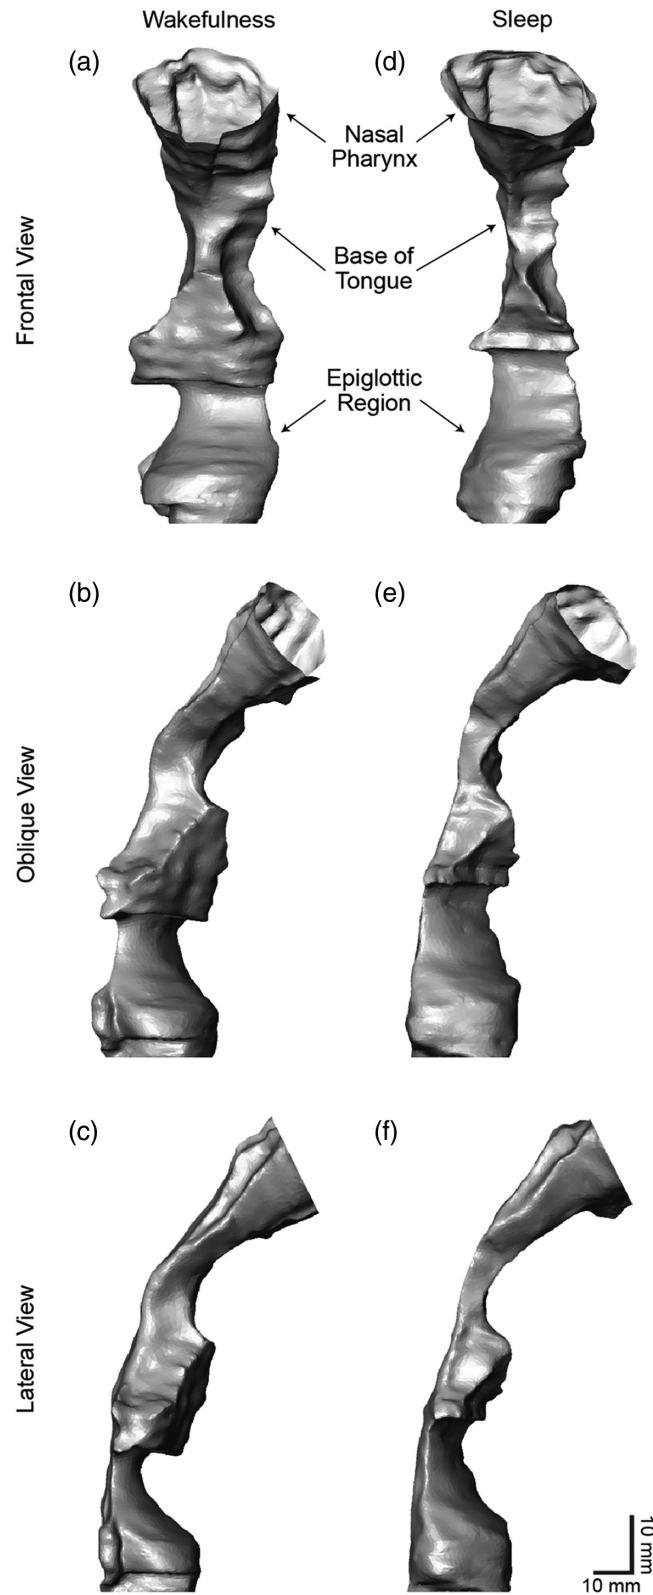 Wakefulness
Sleep
(a)
(d)
Nasal
Pharynx
Base of
Tongue
Epiglottic
Region
Frontal View
(b)
(e)
Oblique View
(c)
(f)
Lateral View
10 mm
10 mm